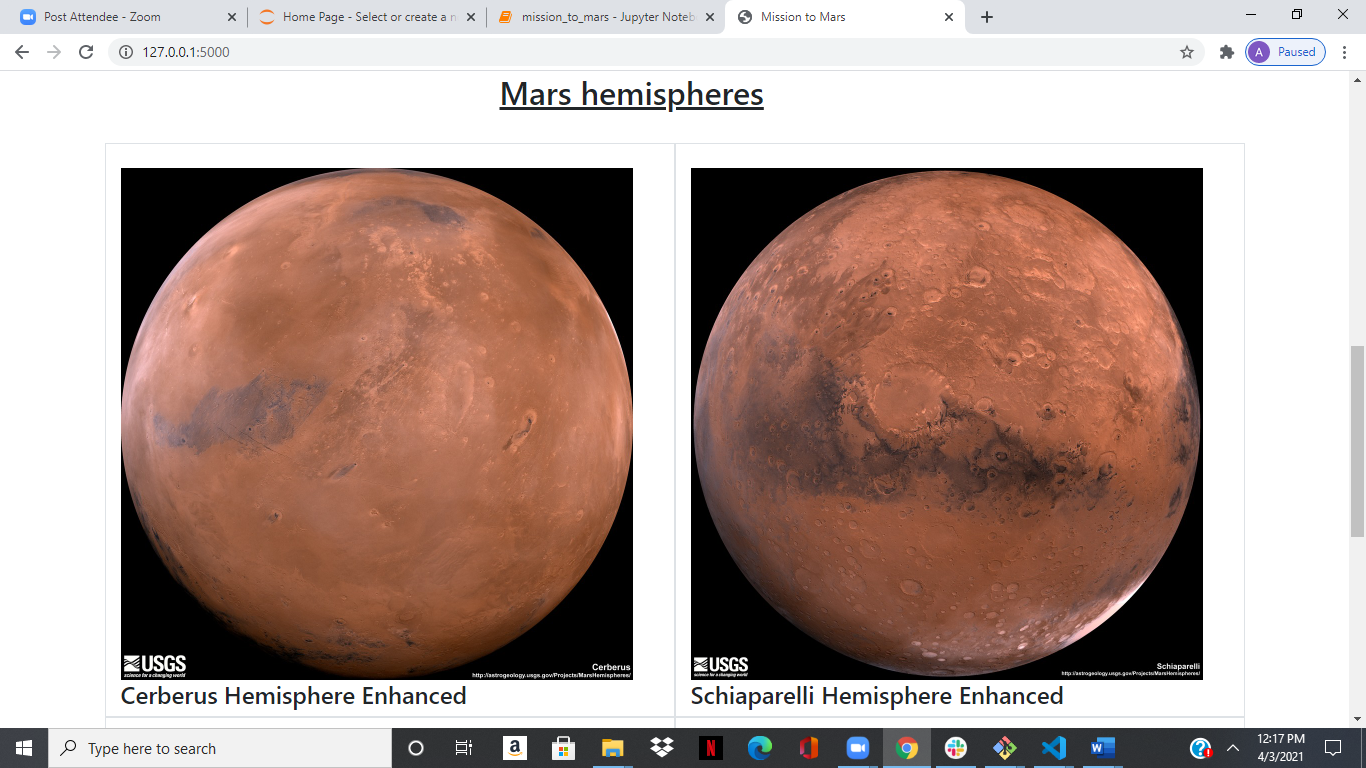 Post Attendee - Zoom
Home Page - Select or create a n
mission_to_mars - Jupyter Noteb
Mission to Mars
127.0.0.1:5000
A
Paused
Mars hemispheres
USGS
science for a changing world
Cerberus
http://astrogeology.usgs.gov/Projects/MarsHemispheres/
USGS
science for a changing world
Schiaparelli
http://astrogeology.usgs.gov/Projects/MarsHemispheres/
Cerberus Hemisphere Enhanced
Schiaparelli Hemisphere Enhanced
Type here to search
12:17 PM
4/3/2021